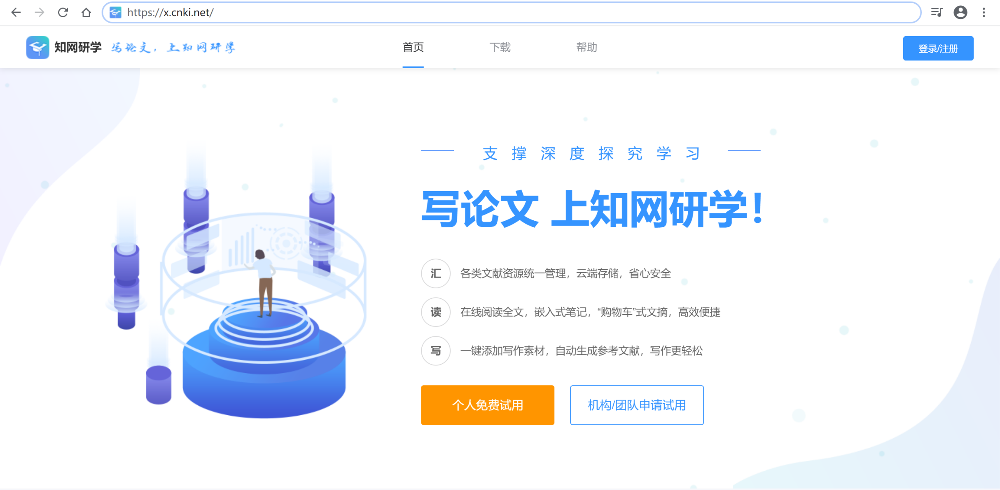 https://x.cnki.net/
知网研学 写论文，上知网研学
首页 下载 帮助 登录/注册
支撑深度探究学习
写论文 上知网研学！
汇 各类文献资源统一管理，云端存储，省心安全
读 在线阅读全文，嵌入式笔记，“购物车”式文摘，高效便捷
写 一键添加写作素材，自动生成参考文献，写作更轻松
个人免费试用 机构/团队申请试用